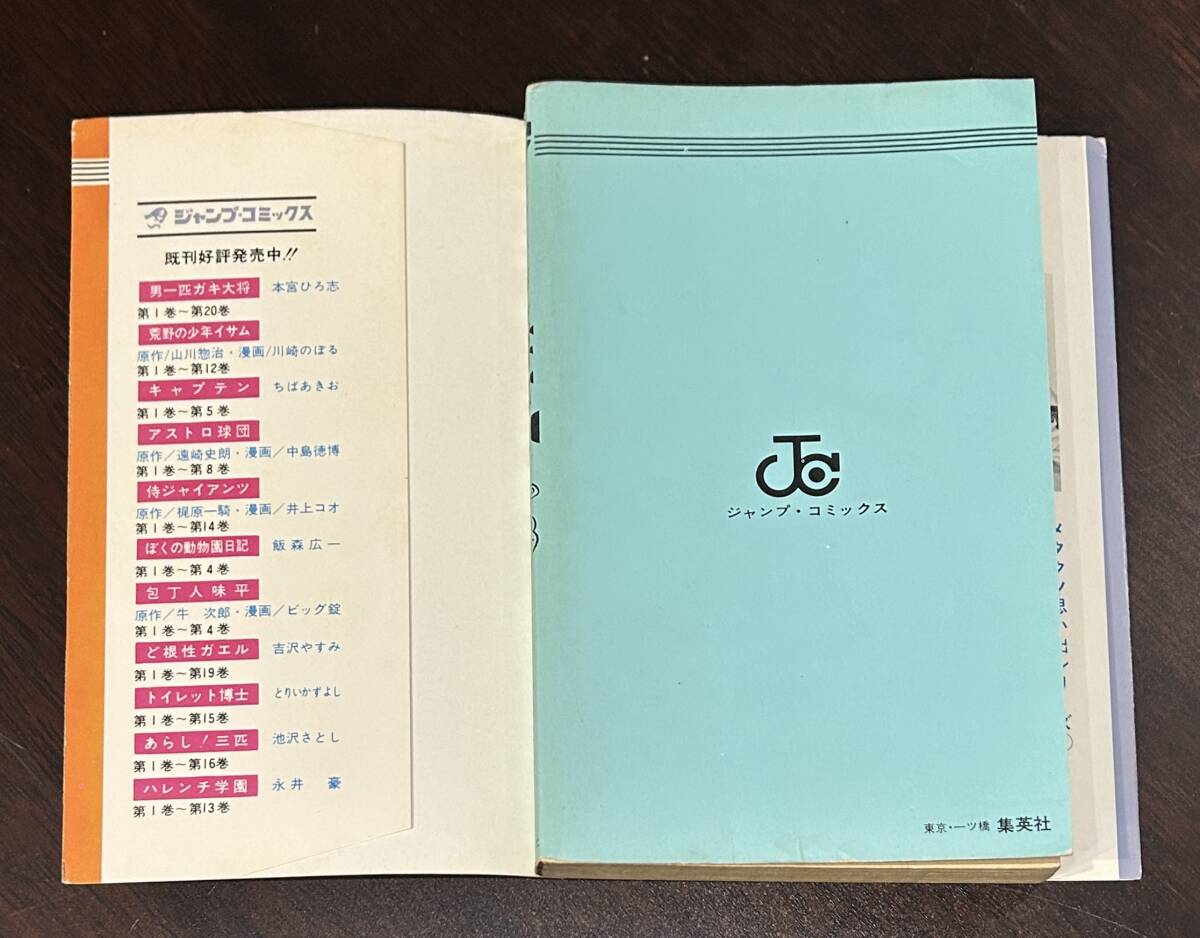 ジャンプ・コミックス
既刊好評発売中!!
男一匹ガキ大将 本宮ひろ志
第1巻〜第20巻
荒野の少年イサム
原作/山川惣治・漫画/川崎のぼる
第1巻〜第12巻
キャプテン ちばあきお
第1巻〜第5巻
アストロ球団
原作/遠崎史朗・漫画/中島徳博
第1巻〜第8巻
侍ジャイアンツ
原作/梶原一騎・漫画/井上コオ
第1巻〜第14巻
ぼくの動物園日記 飯森広一
第1巻〜第4巻
包丁人味平
原作/牛 次郎・漫画/ビッグ錠
第1巻〜第4巻
ど根性ガエル 吉沢やすみ
第1巻〜第19巻
トイレット博士 とりいかずよし
第1巻〜第15巻
あらし!三匹 池沢さとし
第1巻〜第16巻
ハレンチ学園 永井 豪
第1巻〜第13巻
JC
ジャンプ・コミックス
東京・一ツ橋 集英社